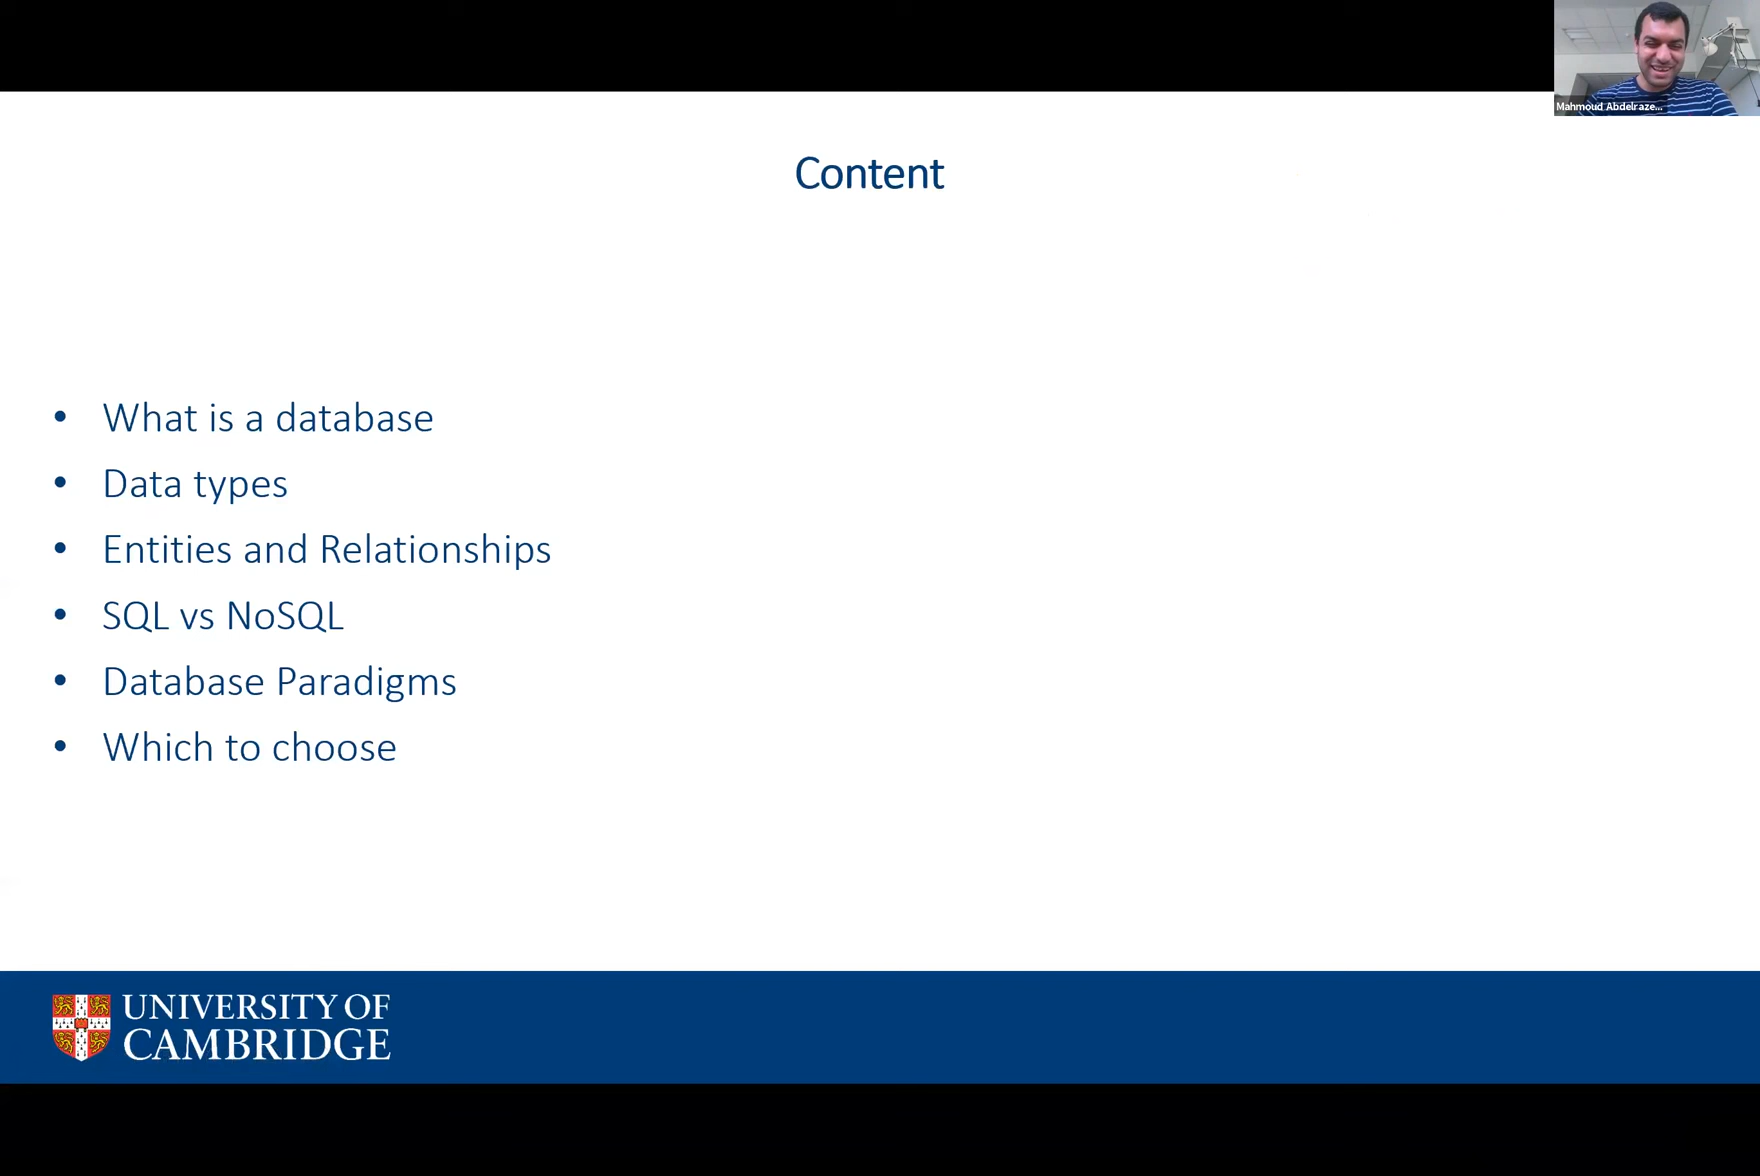 Mahmoud Abdelraze...
Content
• What is a database
• Data types
• Entities and Relationships
• SQL vs NoSQL
• Database Paradigms
• Which to choose
UNIVERSITY OF
CAMBRIDGE